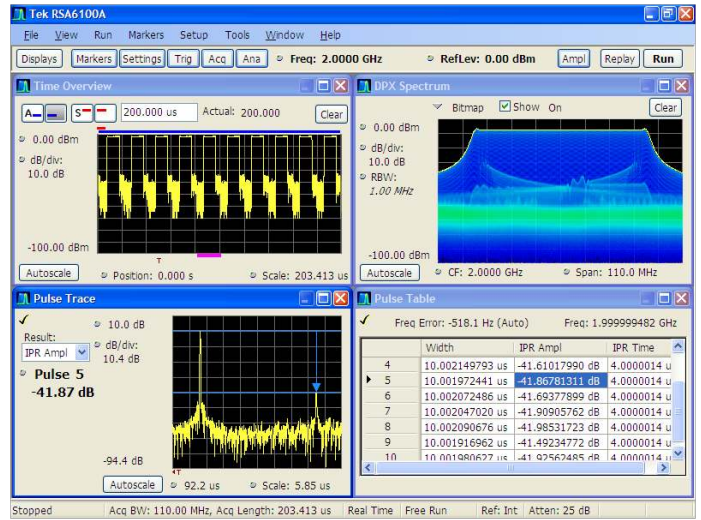 Tek RSA6100A
File View Run Markers Setup Tools Window Help
Displays Markers Settings Trig Acq Ana Freq: 2.0000 GHz RefLev: 0.00 dBm Ampl Replay Run
Time Overview
A S 200.000 us Actual: 200.000 Clear
0.00 dBm
dB/div:
10.0 dB
-100.00 dBm
T
Autoscale Position: 0.000 s Scale: 203.413 us
DPX Spectrum
Bitmap Show On Clear
0.00 dBm
dB/div:
10.0 dB
RBW:
1.00 MHz
-100.00 dBm
Autoscale CF: 2.0000 GHz Span: 110.0 MHz
Pulse Trace
Result:
IPR Ampl
Pulse 5
-41.87 dB
10.0 dB
dB/div:
10.4 dB
-94.4 dB
T
Autoscale 92.2 us Scale: 5.85 us
Pulse Table
Freq Error: -518.1 Hz (Auto) Freq: 1.999999482 GHz
Width IPR Ampl IPR Time
4 10.002149793 us -41.61017990 dB 4.0000014 u
5 10.001972441 us -41.86781311 dB 4.0000014 u
6 10.002072486 us -41.69377899 dB 4.0000014 u
7 10.002047020 us -41.90905762 dB 4.0000014 u
8 10.002090676 us -41.98531723 dB 4.0000014 u
9 10.001916962 us -41.49234772 dB 4.0000014 u
10 10.001980627 us -41.92562485 dB 4.0000014 u
Stopped Acq BW: 110.00 MHz, Acq Length: 203.413 us Real Time Free Run Ref: Int Atten: 25 dB